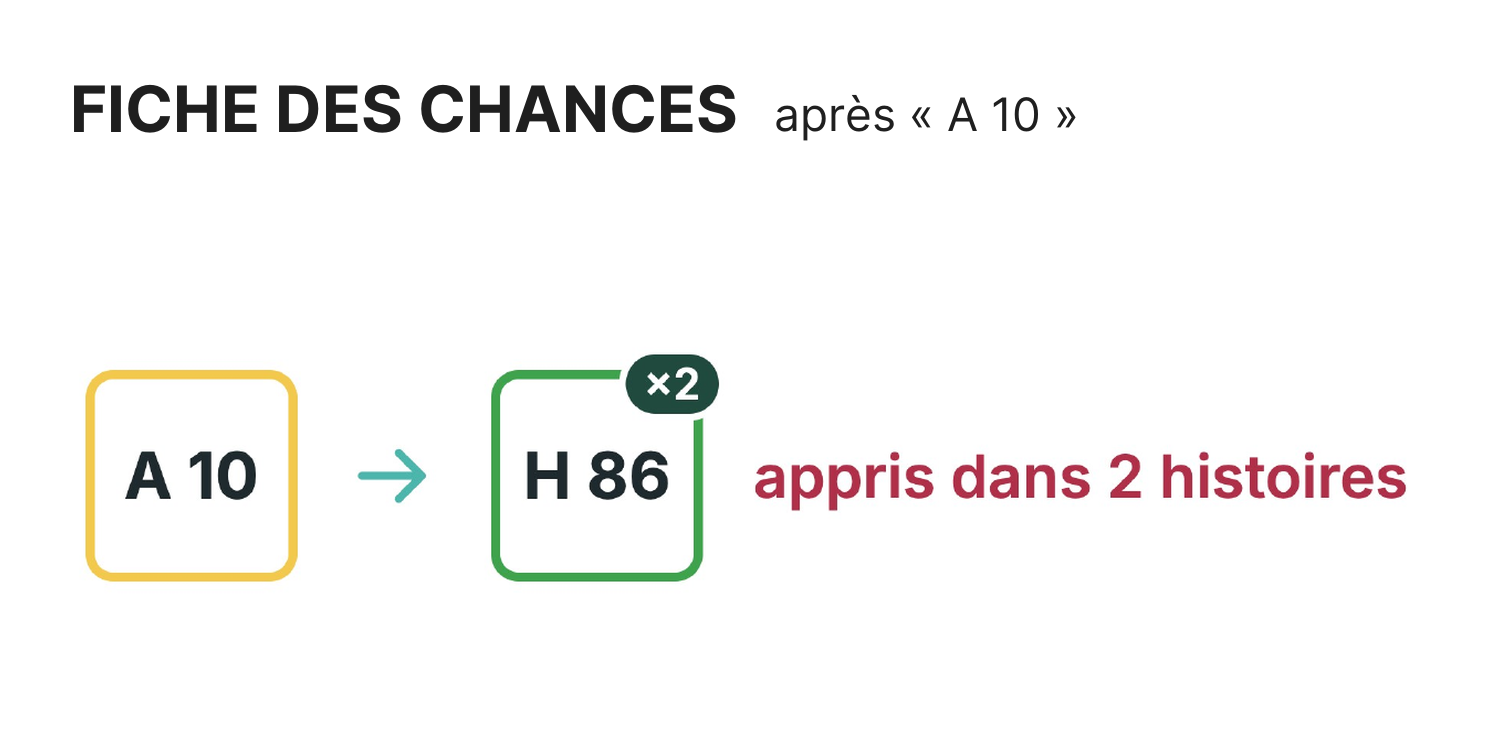 FICHE DES CHANCES après « A 10 »
×2
A 10 → H 86 appris dans 2 histoires